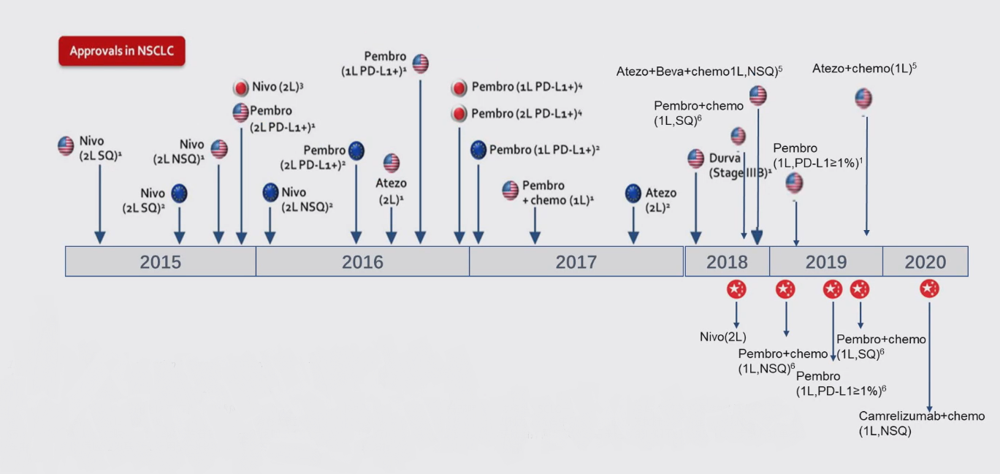 Approvals in NSCLC
Nivo
(2L SQ)¹
Nivo
(2L SQ)²
Nivo
(2L NSQ)¹
Nivo (2L)³
Pembro
(2L PD-L1+)¹
Nivo
(2L NSQ)²
Pembro
(2L PD-L1+)²
Atezo
(2L)¹
Pembro
(1L PD-L1+)¹
Pembro (1L PD-L1+)⁴
Pembro (2L PD-L1+)⁴
Pembro (1L PD-L1+)²
Pembro
+ chemo (1L)¹
Atezo
(2L)²
Durva
(Stage IIIB)¹
Pembro+chemo
(1L,SQ)⁶
Atezo+Beva+chemo1L,NSQ)⁵
Pembro
(1L,PD-L1≥1%)¹
Atezo+chemo(1L)⁵
2015
2016
2017
2018
2019
2020
Nivo(2L)
Pembro+chemo
(1L,NSQ)⁶
Pembro
(1L,PD-L1≥1%)⁶
Pembro+chemo
(1L,SQ)⁶
Camrelizumab+chemo
(1L,NSQ)